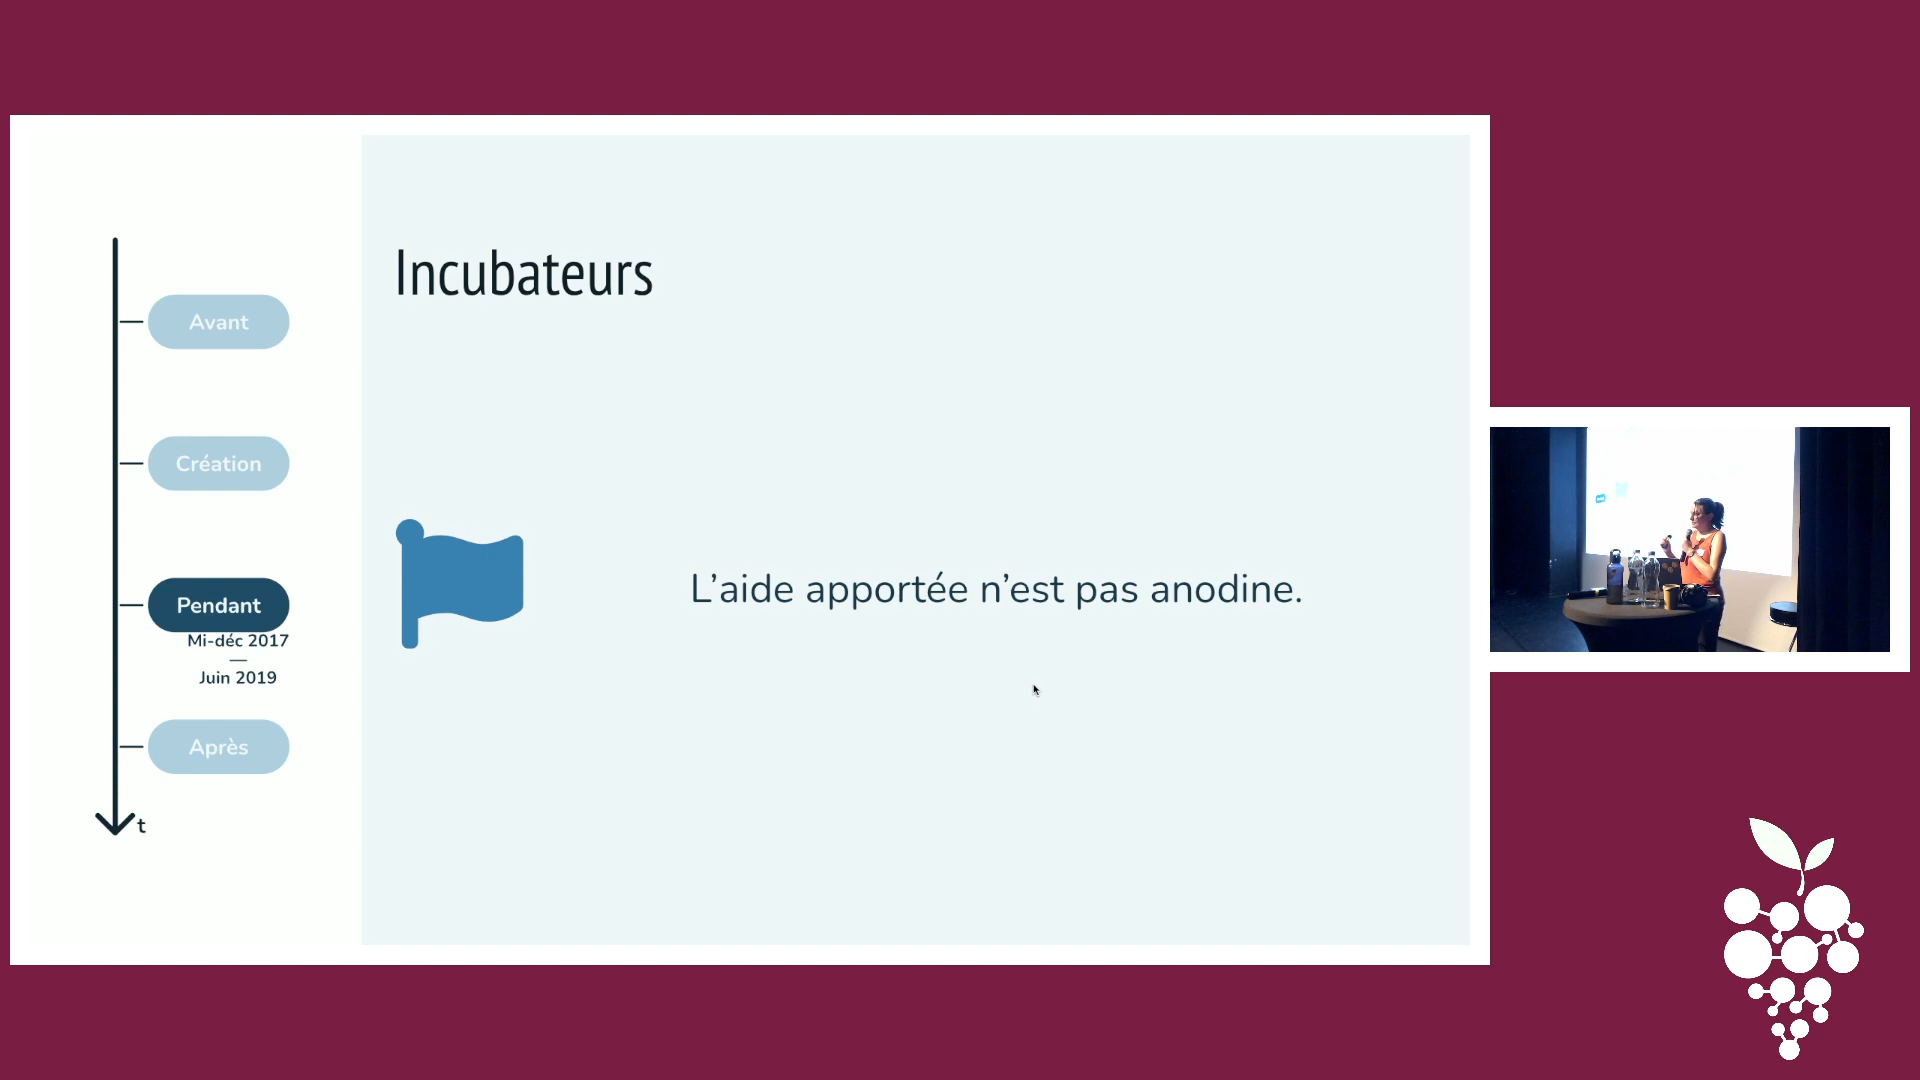 Incubateurs
Avant
Création
Pendant
Mi-déc 2017
—
Juin 2019
Après
t
L’aide apportée n’est pas anodine.